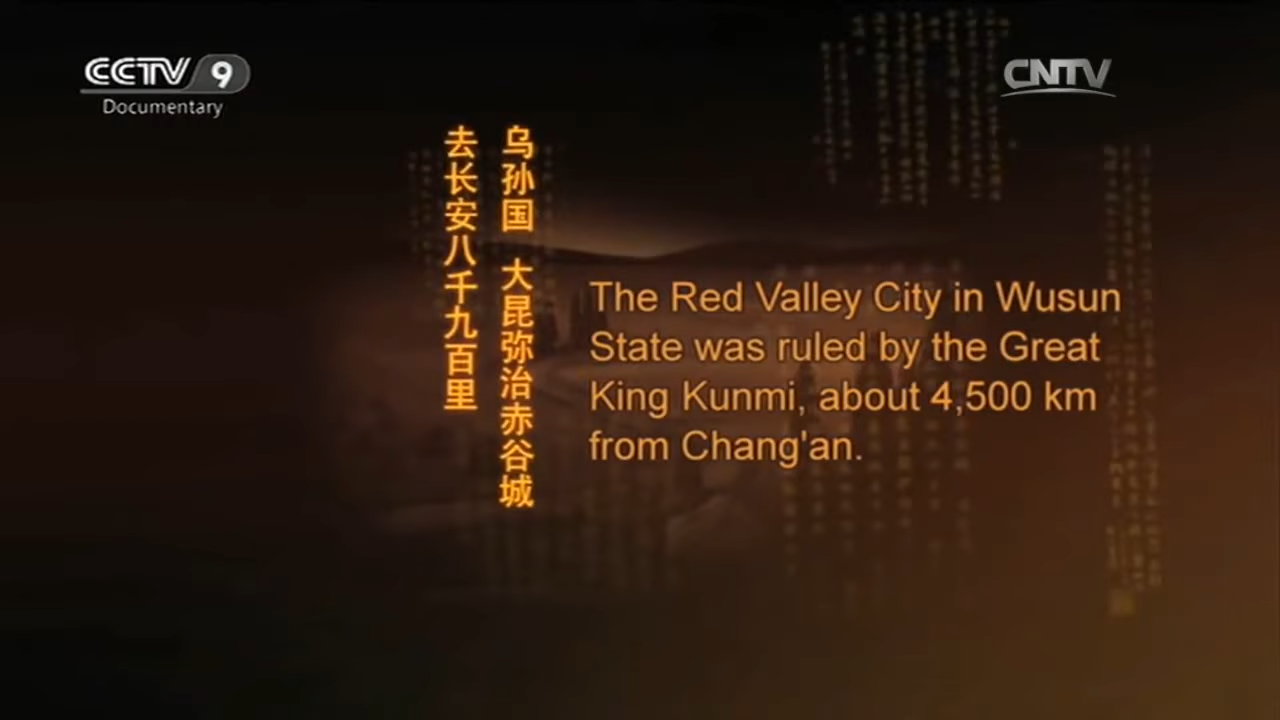 CCTV 9
Documentary
CNTV
乌孙国 大昆弥治赤谷城
去长安八千九百里
The Red Valley City in Wusun
State was ruled by the Great
King Kunmi, about 4,500 km
from Chang'an.